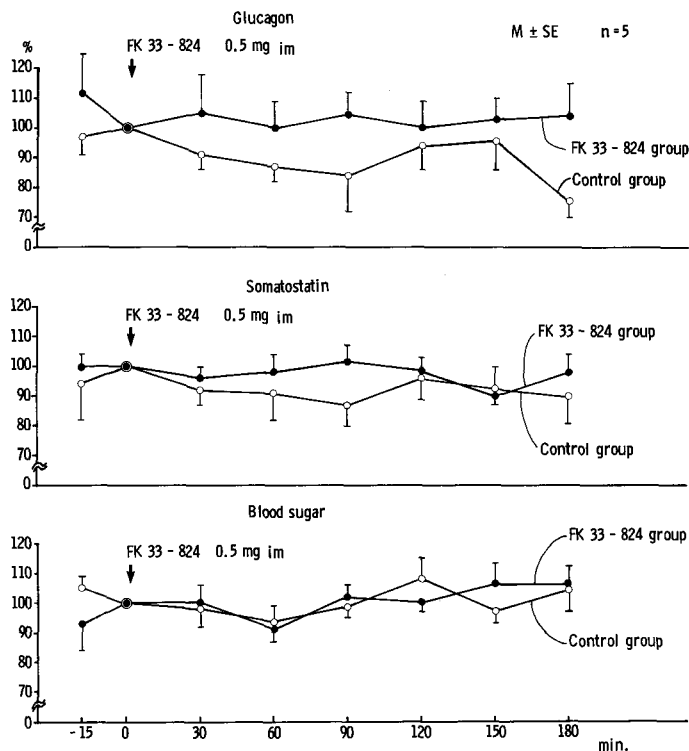 Glucagon
M ± SE n=5
%
FK 33-824 0.5 mg im
120
110
100
90
80
70
0
FK 33-824 group
Control group
Somatostatin
FK 33-824 0.5 mg im
120
110
100
90
80
70
0
FK 33-824 group
Control group
Blood sugar
FK 33-824 0.5 mg im
120
110
100
90
80
70
0
FK 33-824 group
Control group
-15 0 30 60 90 120 150 180 min.